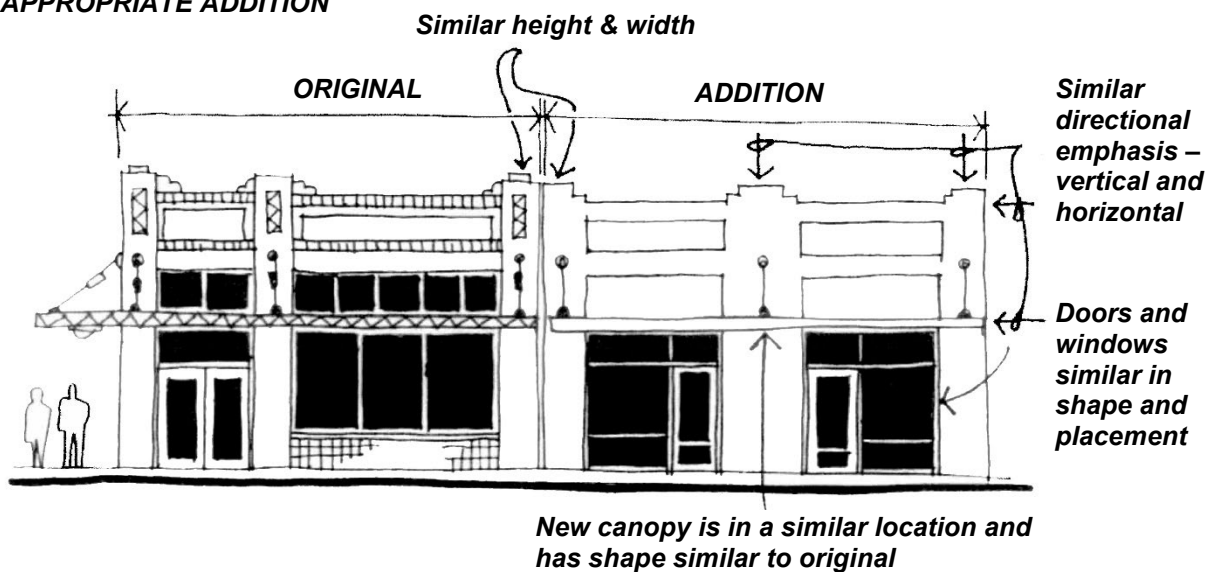 APPROPRIATE ADDITION
Similar height & width
ORIGINAL
ADDITION
Similar
directional
emphasis –
vertical and
horizontal
Doors and
windows
similar in
shape and
placement
New canopy is in a similar location and
has shape similar to original